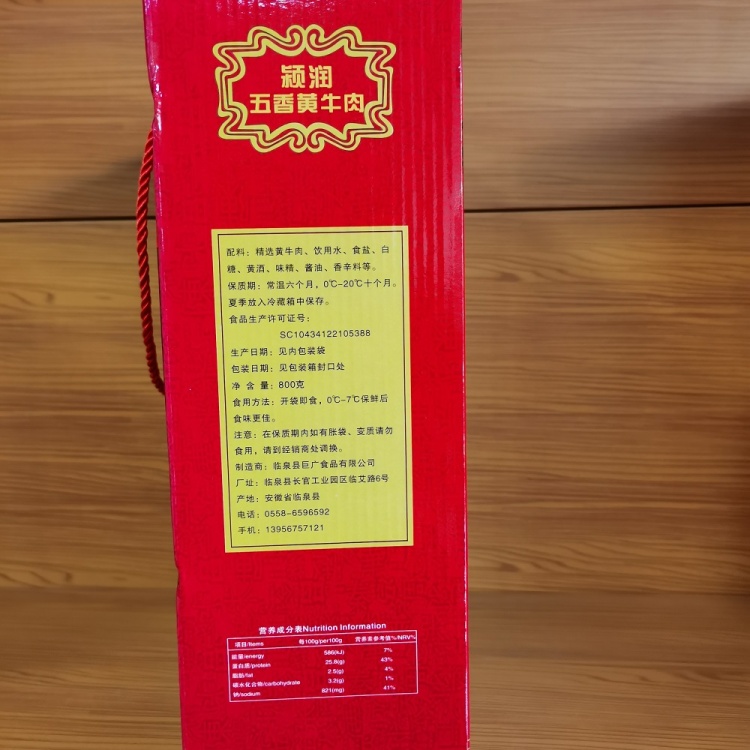 颍润
五香黄牛肉
配料：精选黄牛肉、饮用水、食盐、白
糖、黄酒、味精、酱油、香辛料等。
保质期：常温六个月，0℃-20℃十个月。
夏季放入冷藏箱中保存。
食品生产许可证号：
SC10434122105388
生产日期：见内包装袋
包装日期：见包装箱封口处
净 含 量：800克
食用方法：开袋即食，0℃-7℃保鲜后
食味更佳。
注意：在保质期内如有胀袋、变质请勿
食用，请到经销商处调换。
制造商：临泉县巨广食品有限公司
厂址：临泉县长官工业园区临艾路6号
产地：安徽省临泉县
电话：0558-6596592
手机：13956757121
营养成分表Nutrition Information
项目/Items 每100g/per100g 营养素参考值%/NRV%
能量/energy 586(kJ) 7%
蛋白质/protein 25.8(g) 43%
脂肪/fat 2.5(g) 4%
碳水化合物/carbohydrate 3.2(g) 1%
钠/sodium 821(mg) 41%